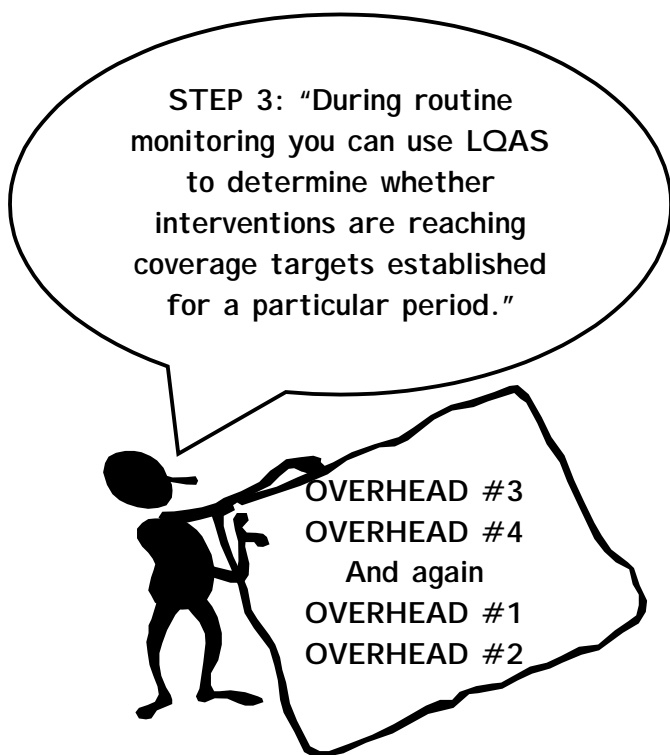 STEP 3: “During routine
monitoring you can use LQAS
to determine whether
interventions are reaching
coverage targets established
for a particular period.”
OVERHEAD #3
OVERHEAD #4
And again
OVERHEAD #1
OVERHEAD #2